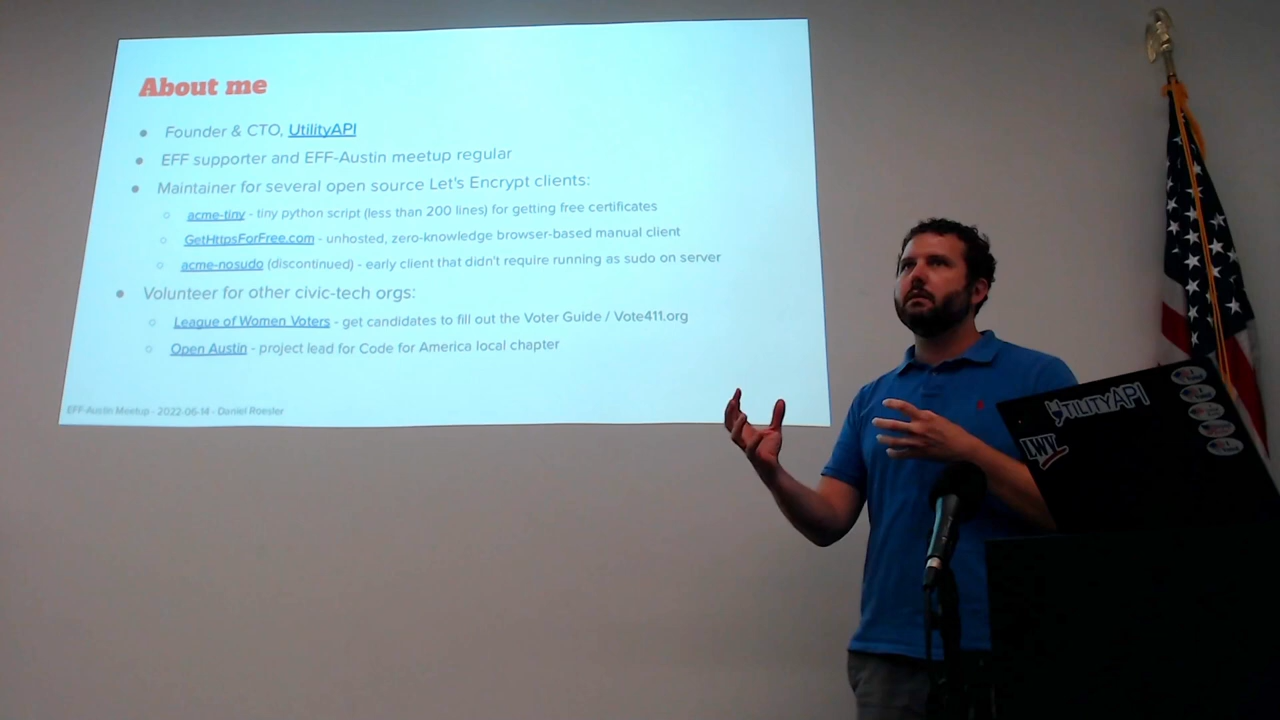 About me
Founder & CTO, UtilityAPI
EFF supporter and EFF-Austin meetup regular
Maintainer for several open source Let's Encrypt clients:
acme-tiny - tiny python script (less than 200 lines) for getting free certificates
GetHttpsForFree.com - unhosted, zero-knowledge browser-based manual client
acme-nosudo (discontinued) - early client that didn't require running as sudo on server
Volunteer for other civic-tech orgs:
League of Women Voters - get candidates to fill out the Voter Guide / Vote411.org
Open Austin - project lead for Code for America local chapter
EFF-Austin Meetup - 2022-06-14 - Daniel Roesler
UTILITYAPI
LWV